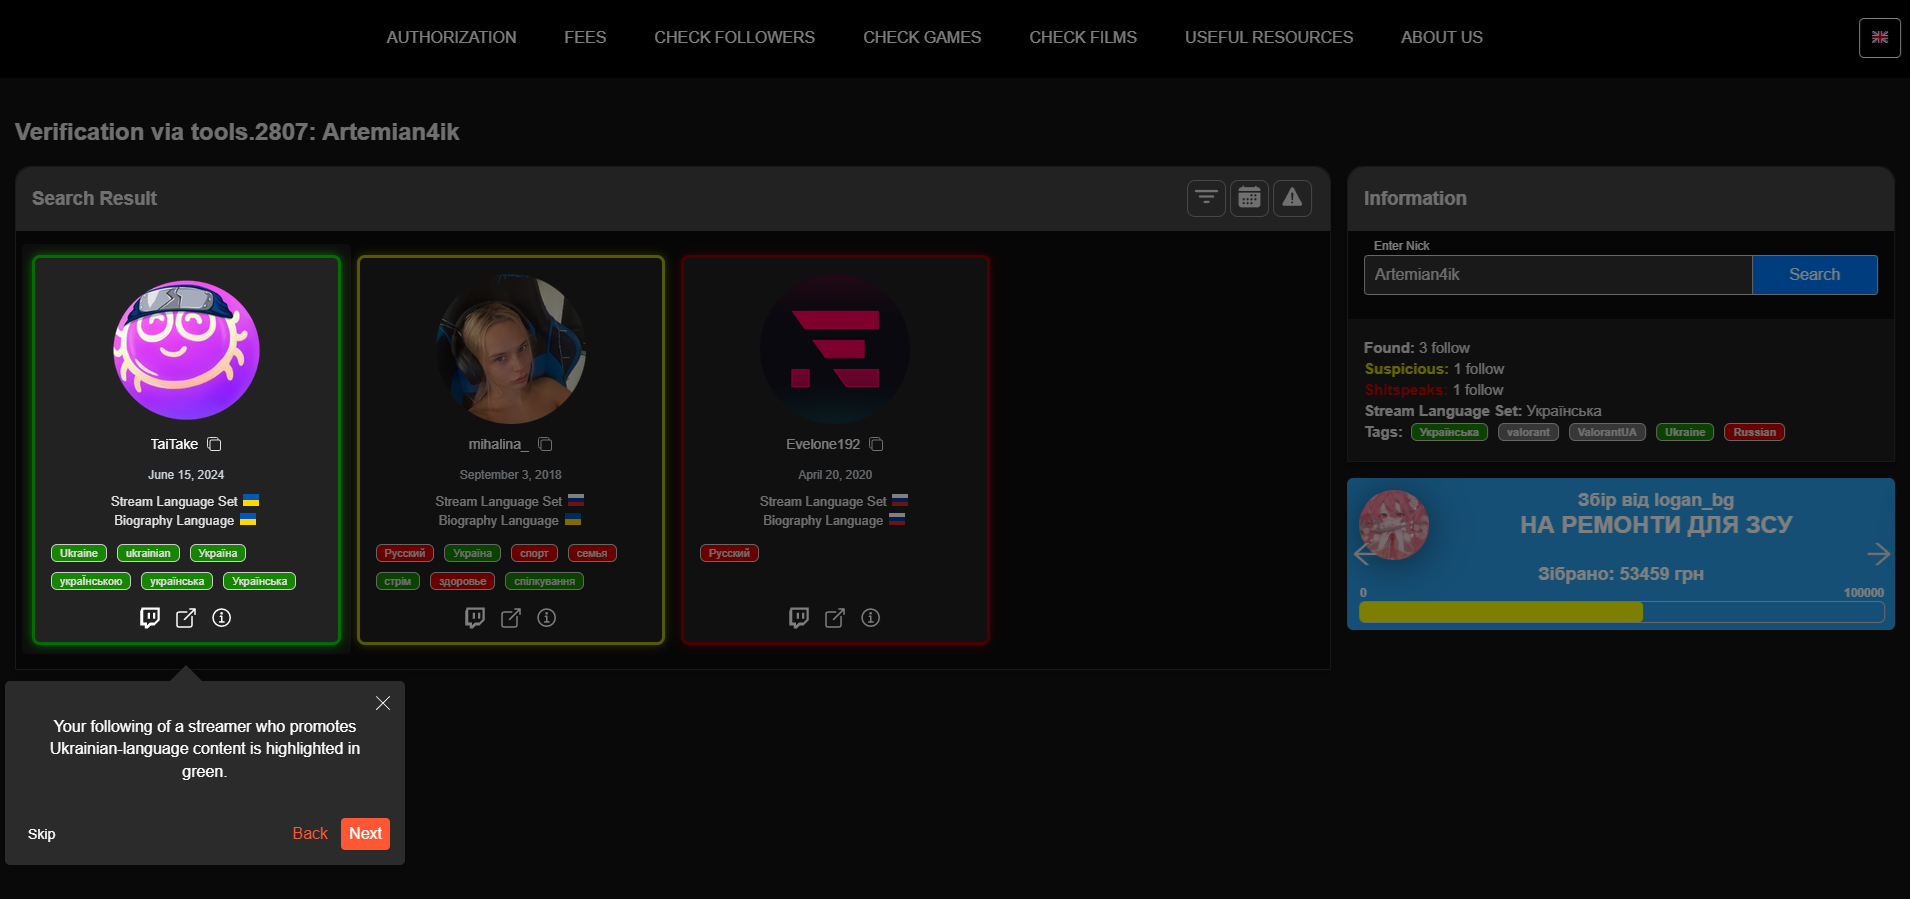 AUTHORIZATION FEES CHECK FOLLOWERS CHECK GAMES CHECK FILMS USEFUL RESOURCES ABOUT US
Verification via tools.2807: Artemian4ik
Search Result
TaiTake
June 15, 2024
Stream Language Set
Biography Language
Ukraine ukrainian Україна
українською українська Українська
mihalina_
September 3, 2018
Stream Language Set
Biography Language
Русский Україна спорт семья
стрім здоровье спілкування
Evelone192
April 20, 2020
Stream Language Set
Biography Language
Русский
Information
Enter Nick
Artemian4ik Search
Found: 3 follow
Suspicious: 1 follow
Shitspeaks: 1 follow
Stream Language Set: Українська
Tags: Українська valorant ValorantUA Ukraine Russian
Збір від logan_bg
НА РЕМОНТИ ДЛЯ ЗСУ
Зібрано: 53459 грн
0 100000
Your following of a streamer who promotes
Ukrainian-language content is highlighted in
green.
Skip Back Next